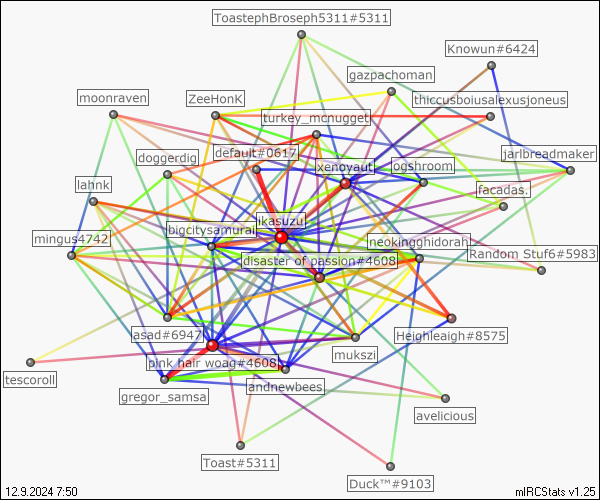 ToastephBroseph5311#5311
Knowun#6424
gazpachoman
moonraven
ZeeHonK
thiccusboiusalexusjoneus
turkey_mcnugget
default#0617
jarlbreadmaker
doggerdig
xenoyaut
ogshroom
lahnk
facadas.
ikasuzu
bigcitysamurai
mingus4742
neokingghidorah
Random Stuf6#5983
disaster of passion#4608
asad#6947
Heighleaigh#8575
mukszi
pink hair woag#4608
tescoroll
andnewbees
gregor_samsa
avelicious
Toast#5311
Duck™#9103
12.9.2024 7:50
mIRCStats v1.25